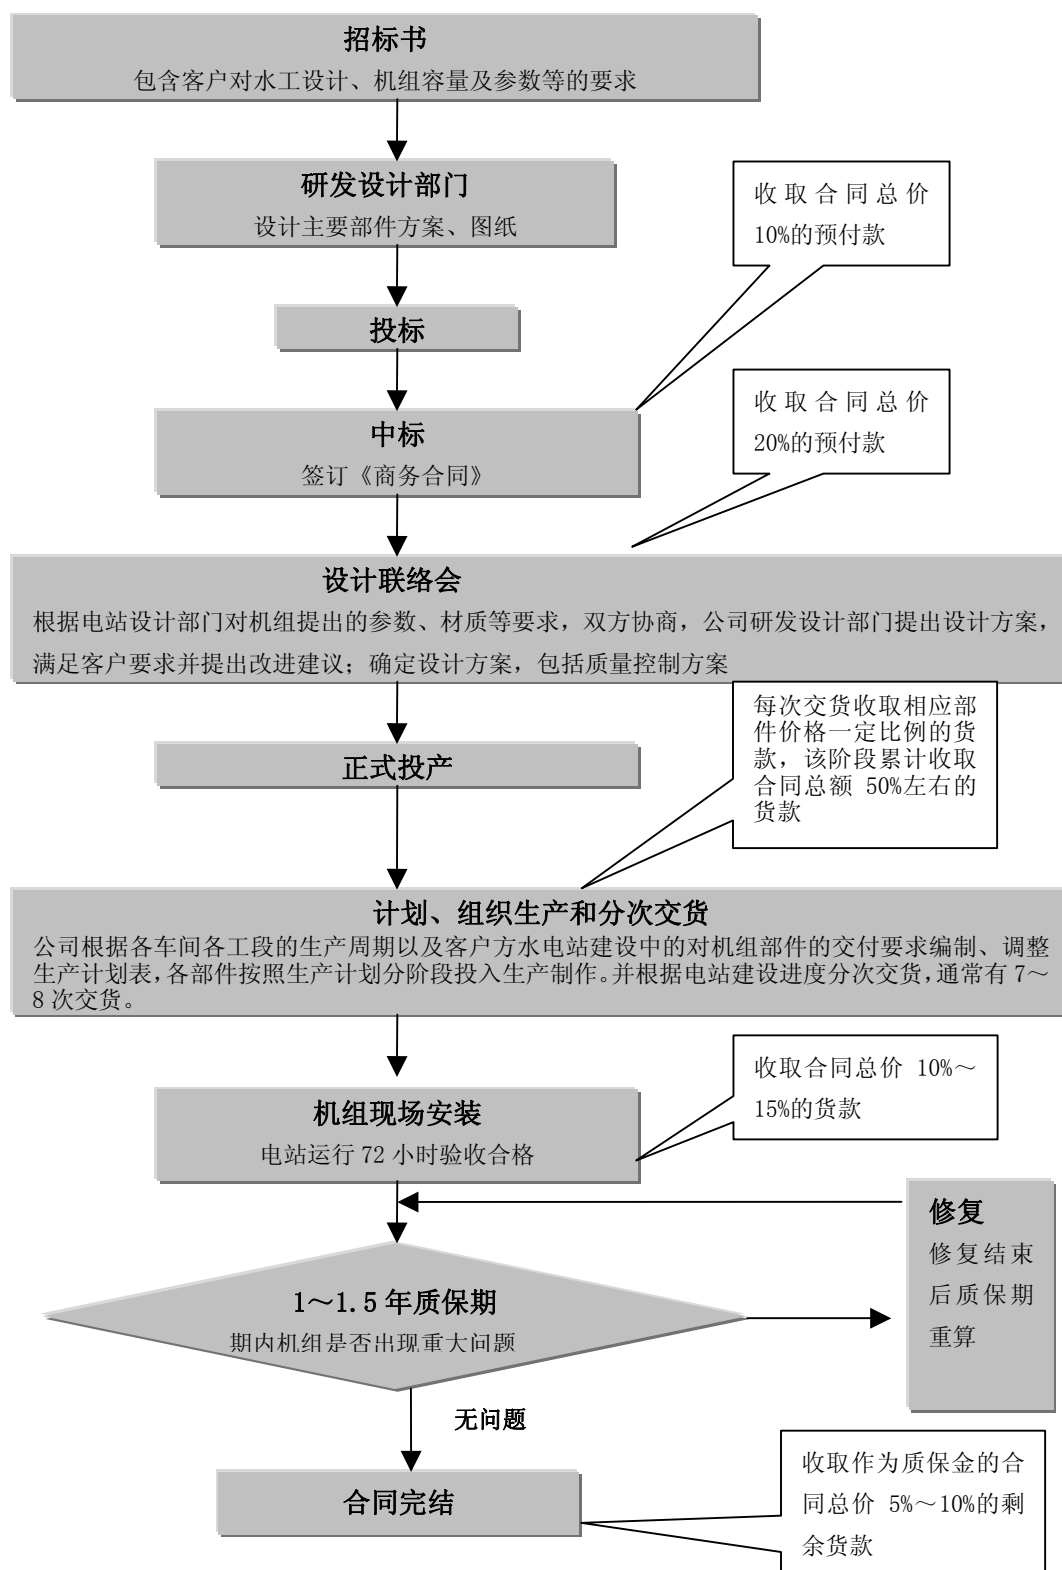 招标书
包含客户对水工设计、机组容量及参数等的要求
研发设计部门
设计主要部件方案、图纸
收取合同总价
10%的预付款
投标
中标
签订《商务合同》
收取合同总价
20%的预付款
设计联络会
根据电站设计部门对机组提出的参数、材质等要求，双方协商，公司研发设计部门提出设计方案，
满足客户要求并提出改进建议；确定设计方案，包括质量控制方案
正式投产
每次交货收取相应部
件价格一定比例的货
款，该阶段累计收取
合同总额 50%左右的
货款
计划、组织生产和分次交货
公司根据各车间各工段的生产周期以及客户方水电站建设中的对机组部件的交付要求编制、调整
生产计划表，各部件按照生产计划分阶段投入生产制作。并根据电站建设进度分次交货，通常有 7～
8 次交货。
机组现场安装
电站运行 72 小时验收合格
收取合同总价 10%～
15%的货款
1～1.5 年质保期
期内机组是否出现重大问题
修复
修复结束
后质保期
重算
无问题
合同完结
收取作为质保金的合
同总价 5%～10%的剩
余货款